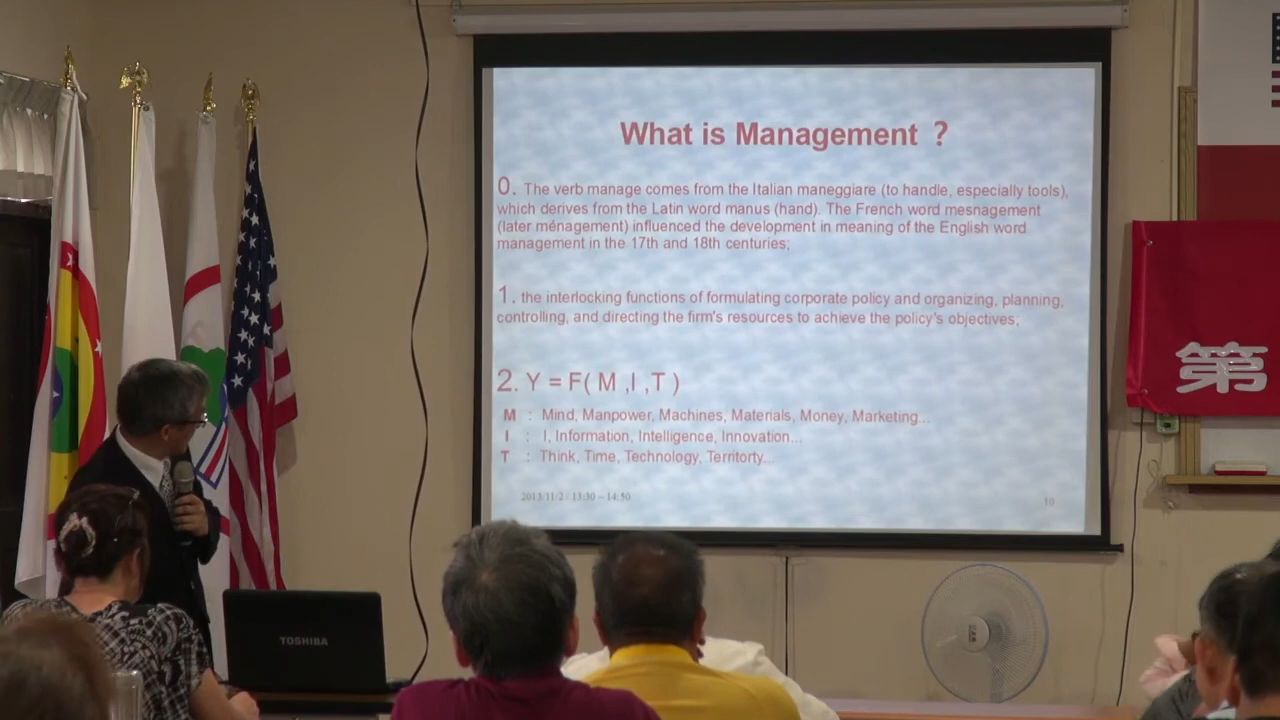 What is Management ?
0. The verb manage comes from the Italian maneggiare (to handle, especially tools),
which derives from the Latin word manus (hand). The French word mesnagement
(later ménagement) influenced the development in meaning of the English word
management in the 17th and 18th centuries;
1. the interlocking functions of formulating corporate policy and organizing, planning,
controlling, and directing the firm's resources to achieve the policy's objectives;
2. Y = F( M ,I ,T )
M : Mind, Manpower, Machines, Materials, Money, Marketing...
I : I, Information, Intelligence, Innovation...
T : Think, Time, Technology, Territorty...
2013/11/2 / 13:30 – 14:50
10
第
TOSHIBA